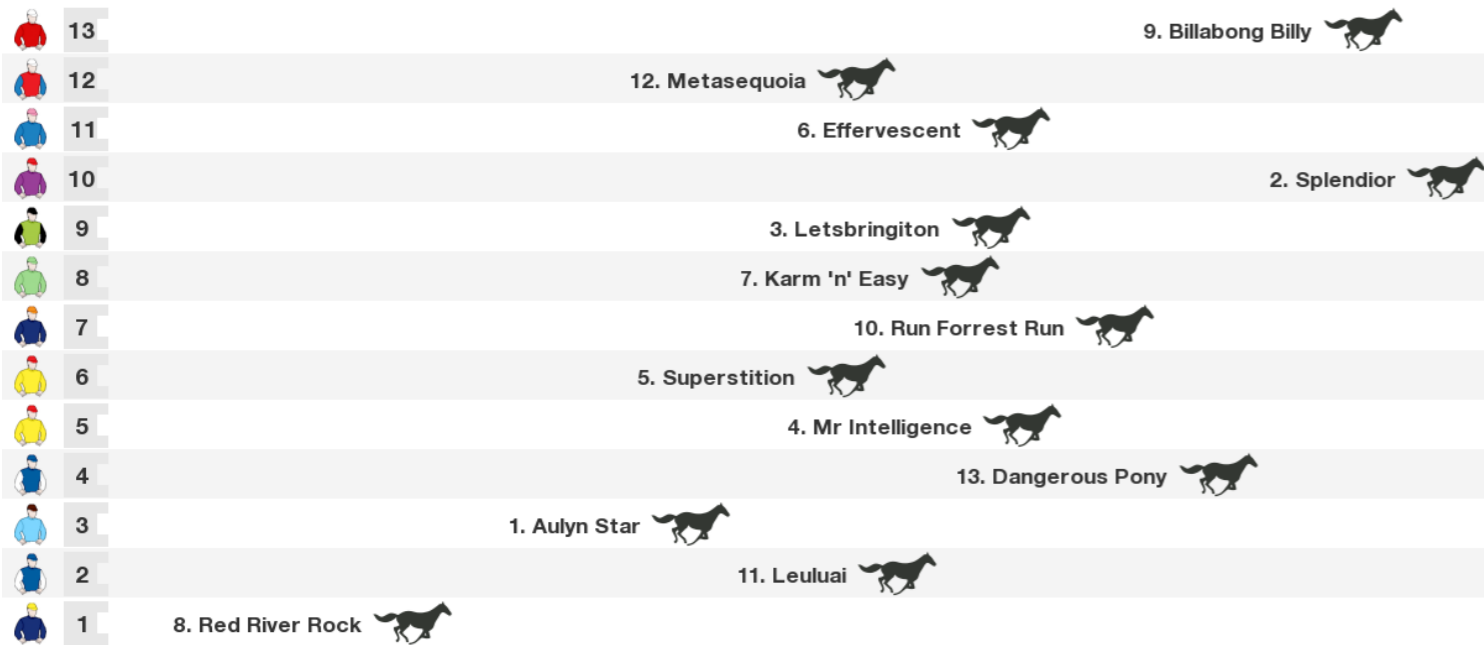 13 9. Billabong Billy
12 12. Metasequoia
11 6. Effervescent
10 2. Splendior
9 3. Letsbringiton
8 7. Karm 'n' Easy
7 10. Run Forrest Run
6 5. Superstition
5 4. Mr Intelligence
4 13. Dangerous Pony
3 1. Aulyn Star
2 11. Leuluai
1 8. Red River Rock